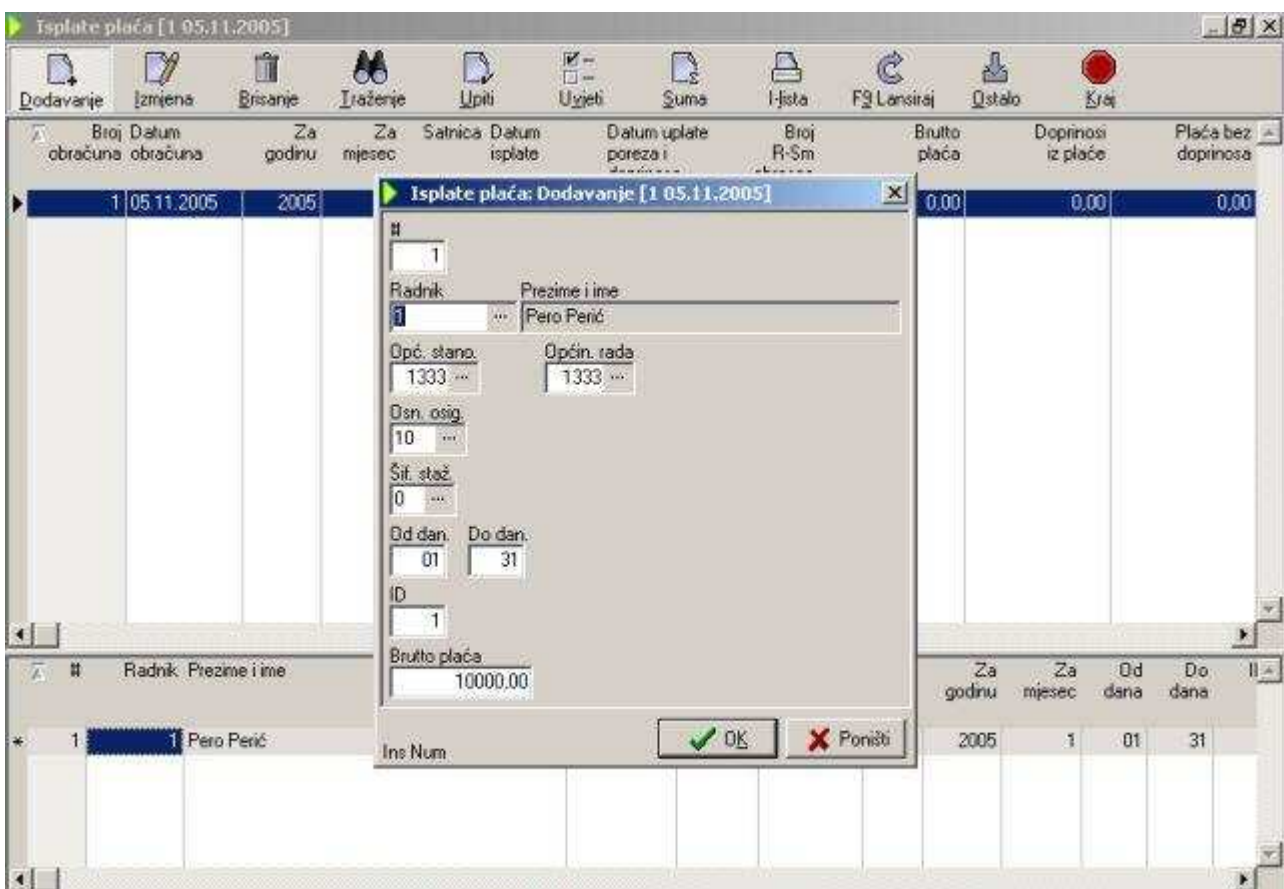 Isplate plaća [1 05.11.2005]
Dodavanje Izmjena Brisanje Traženje Upiti Uvjeti Suma I-lista F9 Lansiraj Ostalo Kraj
Broj Datum Za Za Satnica Datum Datum uplate Broj Brutto Doprinosi Plaća bez
obračuna obračuna godinu mjesec isplate poreza i R-Sm plaća iz plaće doprinosa
1 05.11.2005 2005 0,00 0,00 0,00
Isplate plaća: Dodavanje [1 05.11.2005]
#
1
Radnik Prezime i ime
1 ... Pero Perić
Opć. stano. Općin. rada
1333 ... 1333 ...
Osn. osig.
10 ...
Šif. staž.
0 ...
Od dan. Do dan.
01 31
ID
1
Brutto plaća
10000,00
OK Poništi
Ins Num
# Radnik Prezime i ime Za Za Od Do
godinu mjesec dana dana
* 1 1 Pero Perić 2005 1 01 31